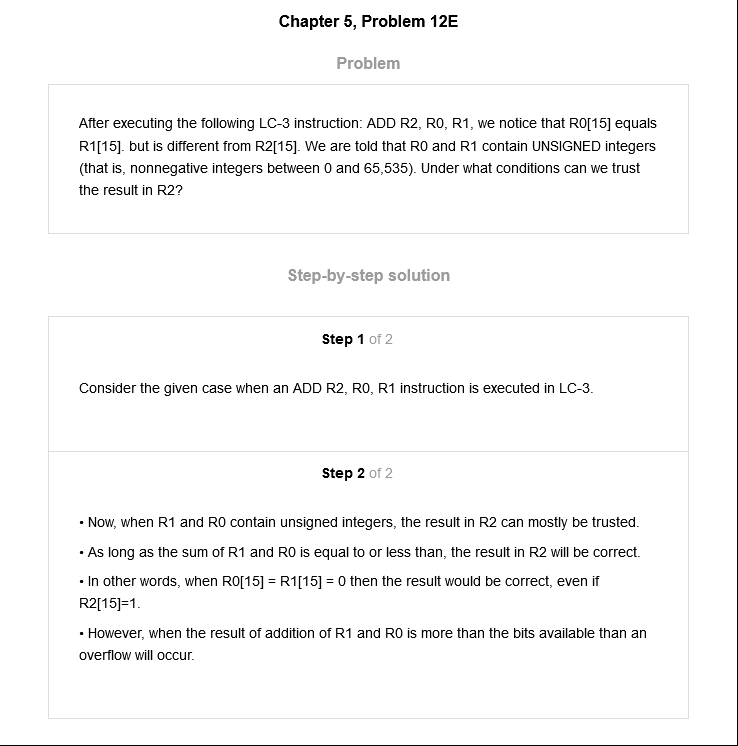 Chapter 5, Problem 12E
Problem
After executing the following LC-3 instruction: ADD R2, R0, R1, we notice that R0[15] equals
R1[15]. but is different from R2[15]. We are told that R0 and R1 contain UNSIGNED integers
(that is, nonnegative integers between 0 and 65,535). Under what conditions can we trust
the result in R2?
Step-by-step solution
Step 1 of 2
Consider the given case when an ADD R2, R0, R1 instruction is executed in LC-3.
Step 2 of 2
• Now, when R1 and R0 contain unsigned integers, the result in R2 can mostly be trusted.
• As long as the sum of R1 and R0 is equal to or less than, the result in R2 will be correct.
• In other words, when R0[15] = R1[15] = 0 then the result would be correct, even if
R2[15]=1.
• However, when the result of addition of R1 and R0 is more than the bits available than an
overflow will occur.